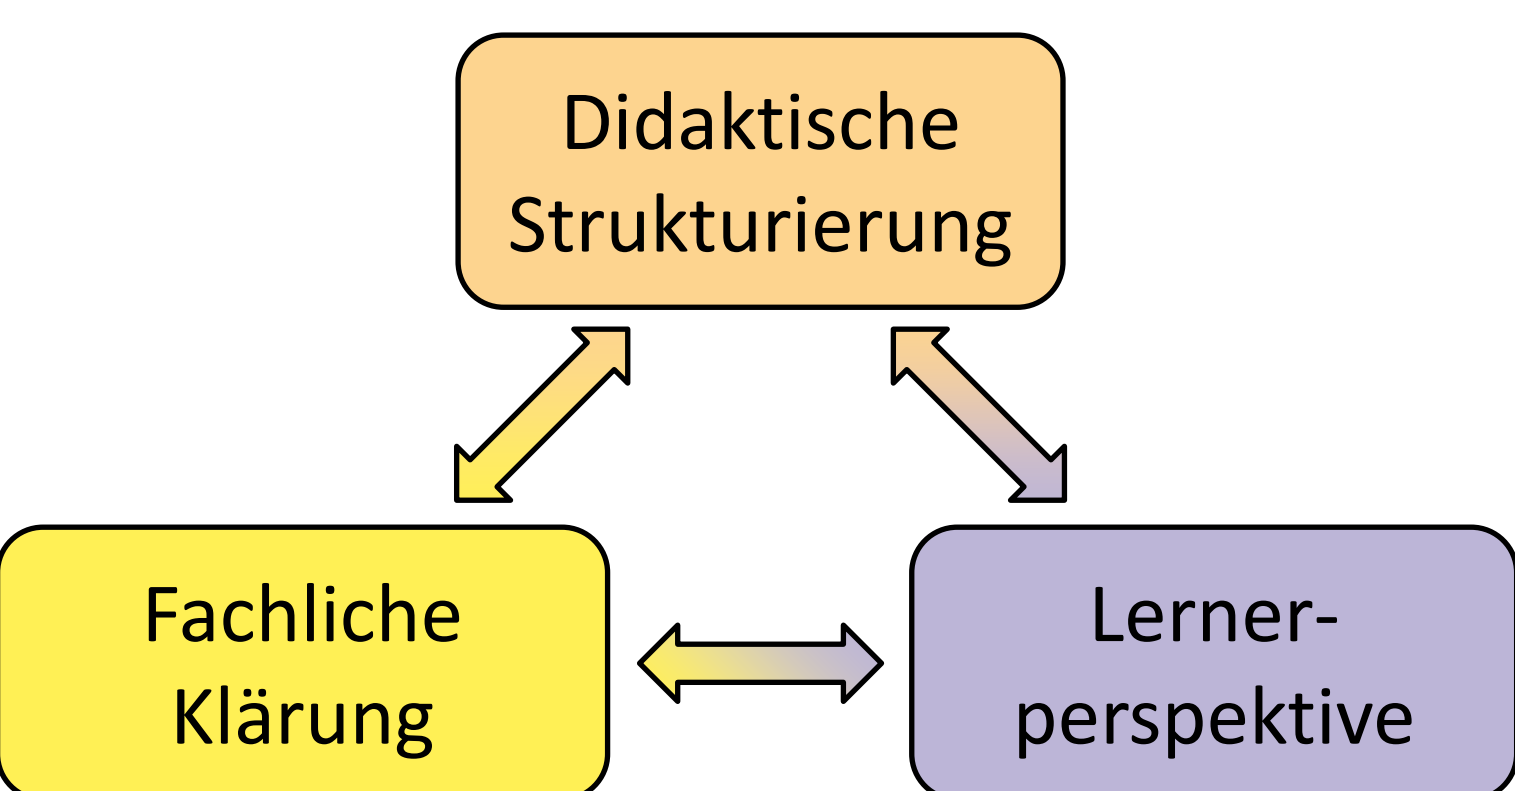 Didaktische
Strukturierung
Fachliche
Klärung
Lerner-
perspektive